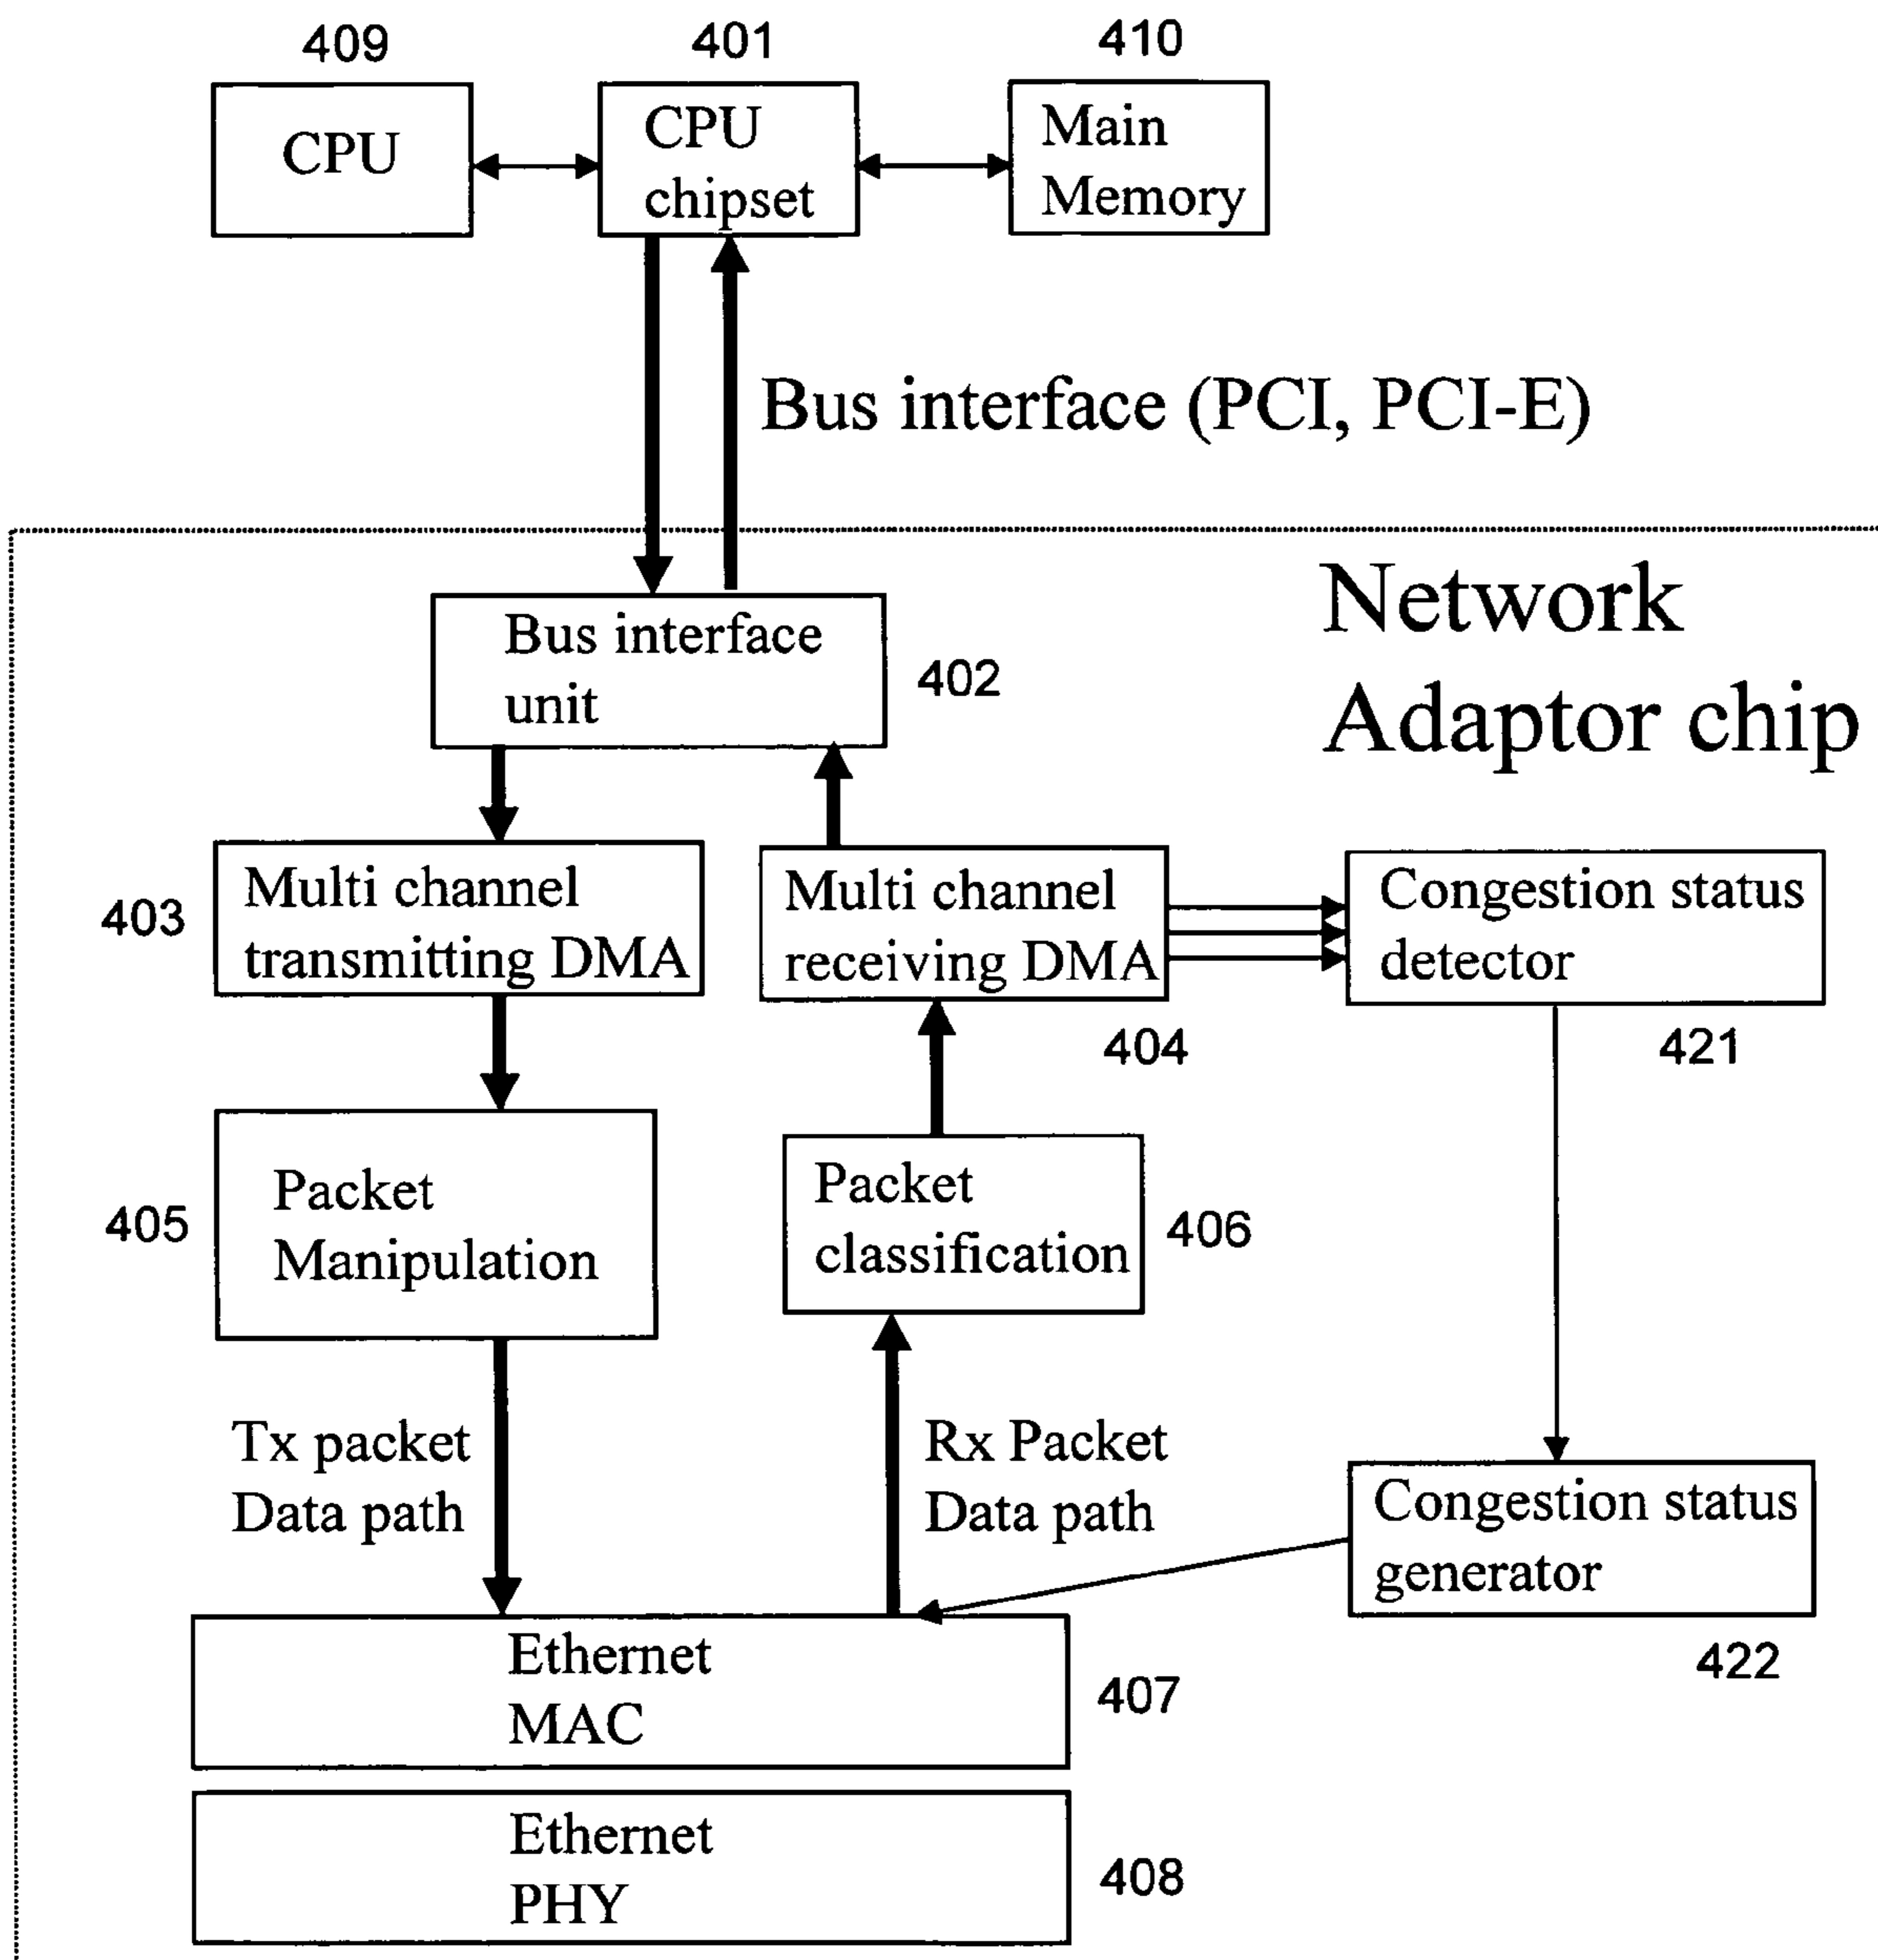 409
401
410
CPU
CPU
chipset
Main
Memory
Bus interface (PCI, PCI-E)
Network
Adaptor chip
Bus interface
unit
402
403
Multi channel
transmitting DMA
Multi channel
receiving DMA
404
Congestion status
detector
421
405
Packet
Manipulation
Packet
classification
406
Tx packet
Data path
Rx Packet
Data path
Congestion status
generator
422
Ethernet
MAC
407
Ethernet
PHY
408